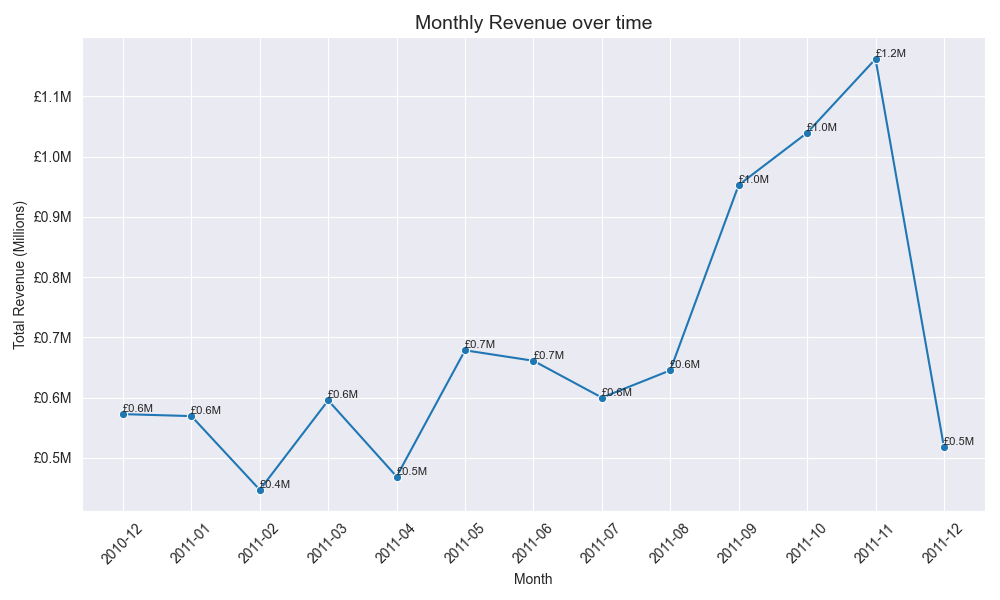 Monthly Revenue over time
Total Revenue (Millions)
£1.1M
£1.0M
£0.9M
£0.8M
£0.7M
£0.6M
£0.5M
£0.6M
£0.6M
£0.4M
£0.6M
£0.5M
£0.7M
£0.7M
£0.6M
£0.6M
£1.0M
£1.0M
£1.2M
£0.5M
2010-12
2011-01
2011-02
2011-03
2011-04
2011-05
2011-06
2011-07
2011-08
2011-09
2011-10
2011-11
2011-12
Month